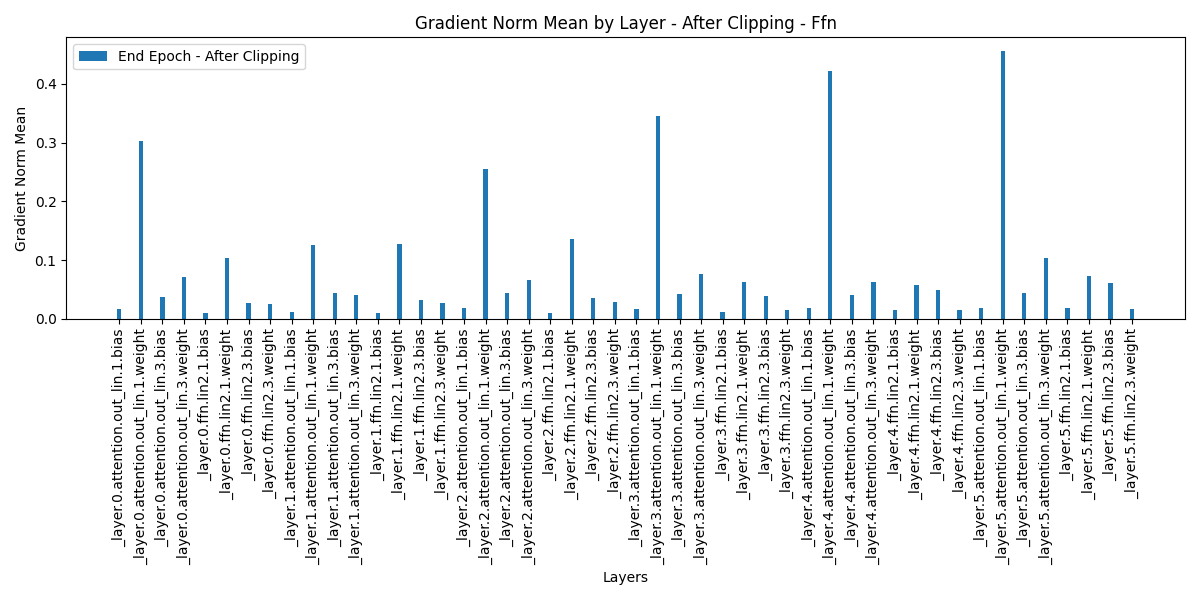 Gradient Norm Mean by Layer - After Clipping - Ffn
End Epoch - After Clipping
Gradient Norm Mean
0.4
0.3
0.2
0.1
0.0
_layer.0.attention.out_lin.1.bias
_layer.0.attention.out_lin.1.weight
_layer.0.attention.out_lin.3.bias
_layer.0.attention.out_lin.3.weight
_layer.0.ffn.lin2.1.bias
_layer.0.ffn.lin2.1.weight
_layer.0.ffn.lin2.3.bias
_layer.0.ffn.lin2.3.weight
_layer.1.attention.out_lin.1.bias
_layer.1.attention.out_lin.1.weight
_layer.1.attention.out_lin.3.bias
_layer.1.attention.out_lin.3.weight
_layer.1.ffn.lin2.1.bias
_layer.1.ffn.lin2.1.weight
_layer.1.ffn.lin2.3.bias
_layer.1.ffn.lin2.3.weight
_layer.2.attention.out_lin.1.bias
_layer.2.attention.out_lin.1.weight
_layer.2.attention.out_lin.3.bias
_layer.2.attention.out_lin.3.weight
_layer.2.ffn.lin2.1.bias
_layer.2.ffn.lin2.1.weight
_layer.2.ffn.lin2.3.bias
_layer.2.ffn.lin2.3.weight
_layer.3.attention.out_lin.1.bias
_layer.3.attention.out_lin.1.weight
_layer.3.attention.out_lin.3.bias
_layer.3.attention.out_lin.3.weight
_layer.3.ffn.lin2.1.bias
_layer.3.ffn.lin2.1.weight
_layer.3.ffn.lin2.3.bias
_layer.3.ffn.lin2.3.weight
_layer.4.attention.out_lin.1.bias
_layer.4.attention.out_lin.1.weight
_layer.4.attention.out_lin.3.bias
_layer.4.attention.out_lin.3.weight
_layer.4.ffn.lin2.1.bias
_layer.4.ffn.lin2.1.weight
_layer.4.ffn.lin2.3.bias
_layer.4.ffn.lin2.3.weight
_layer.5.attention.out_lin.1.bias
_layer.5.attention.out_lin.1.weight
_layer.5.attention.out_lin.3.bias
_layer.5.attention.out_lin.3.weight
_layer.5.ffn.lin2.1.bias
_layer.5.ffn.lin2.1.weight
_layer.5.ffn.lin2.3.bias
_layer.5.ffn.lin2.3.weight
Layers